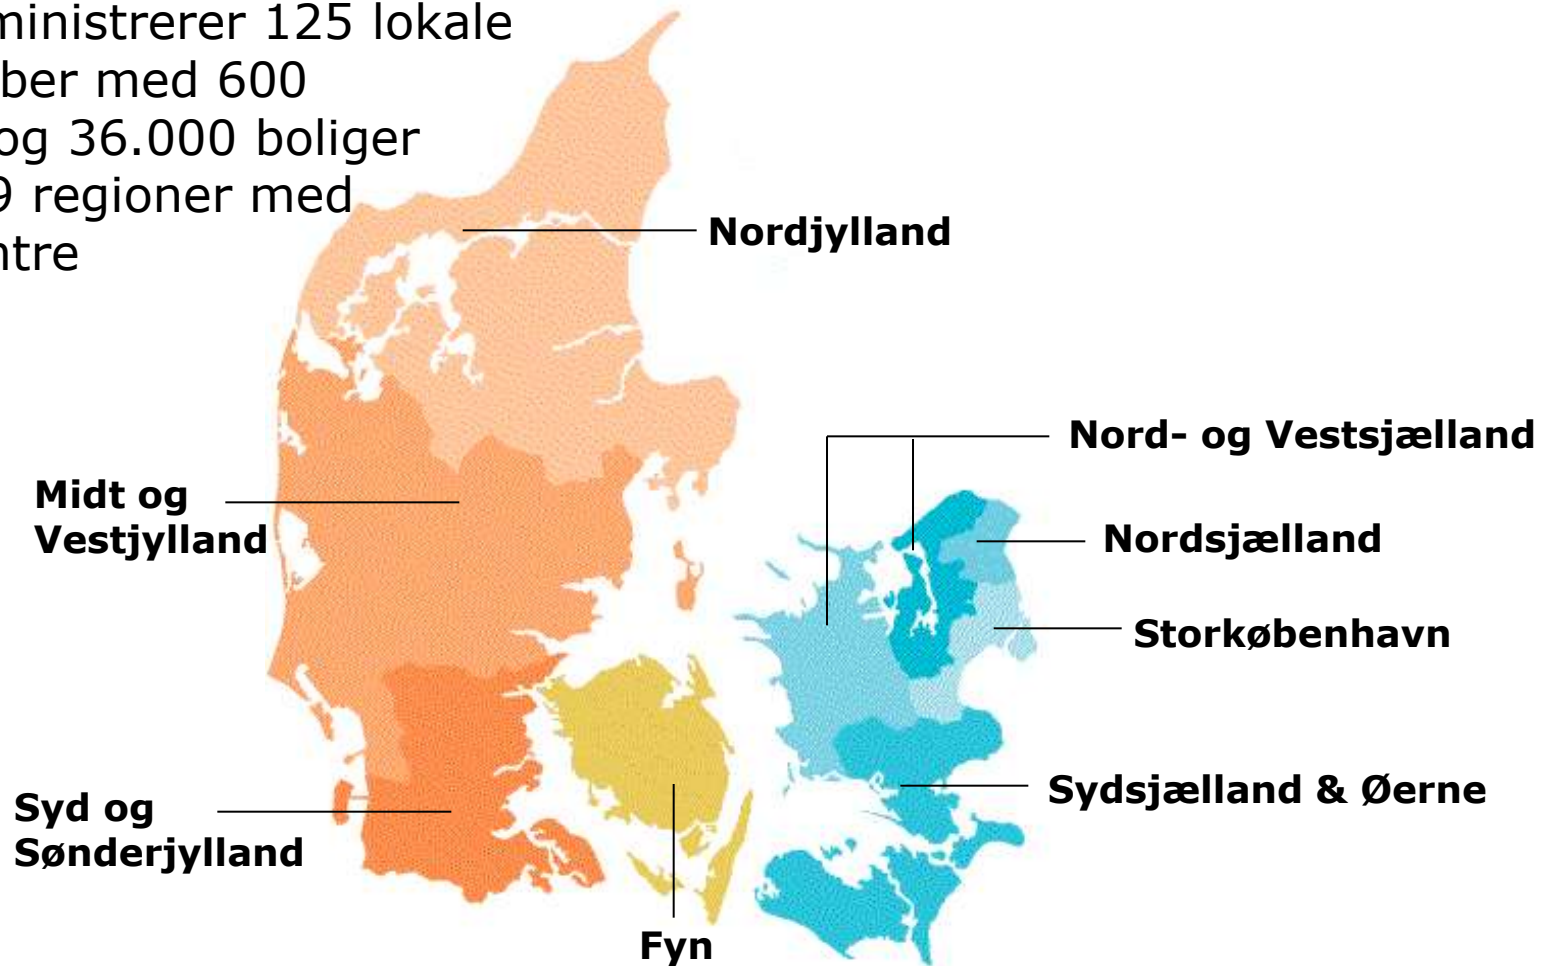 ministrerer 125 lokale
ber med 600
og 36.000 boliger
9 regioner med
ntre
Nordjylland
Nord- og Vestsjælland
Midt og
Vestjylland
Nordsjælland
Storkøbenhavn
Sydsjælland & Øerne
Syd og
Sønderjylland
Fyn